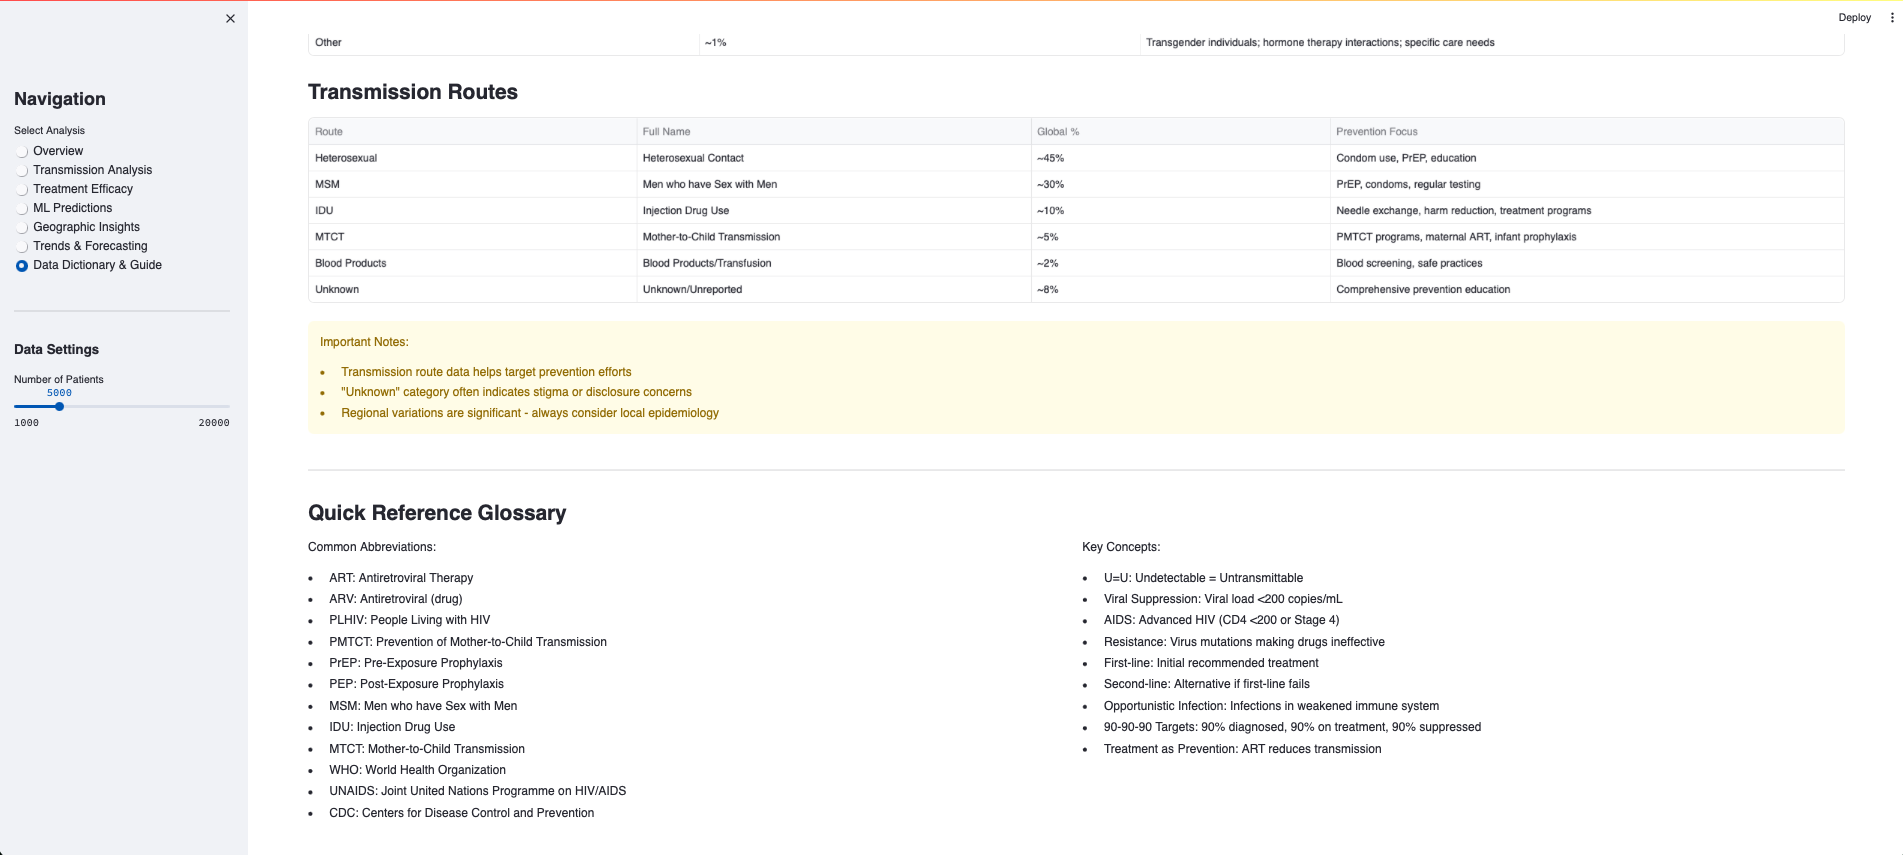 ×
Deploy
Navigation
Select Analysis
Overview
Transmission Analysis
Treatment Efficacy
ML Predictions
Geographic Insights
Trends & Forecasting
Data Dictionary & Guide
Data Settings
Number of Patients
5000
1000 20000
Other ~1% Transgender individuals; hormone therapy interactions; specific care needs
Transmission Routes
Route Full Name Global % Prevention Focus
Heterosexual Heterosexual Contact ~45% Condom use, PrEP, education
MSM Men who have Sex with Men ~30% PrEP, condoms, regular testing
IDU Injection Drug Use ~10% Needle exchange, harm reduction, treatment programs
MTCT Mother-to-Child Transmission ~5% PMTCT programs, maternal ART, infant prophylaxis
Blood Products Blood Products/Transfusion ~2% Blood screening, safe practices
Unknown Unknown/Unreported ~8% Comprehensive prevention education
Important Notes:
• Transmission route data helps target prevention efforts
• "Unknown" category often indicates stigma or disclosure concerns
• Regional variations are significant - always consider local epidemiology
Quick Reference Glossary
Common Abbreviations:
• ART: Antiretroviral Therapy
• ARV: Antiretroviral (drug)
• PLHIV: People Living with HIV
• PMTCT: Prevention of Mother-to-Child Transmission
• PrEP: Pre-Exposure Prophylaxis
• PEP: Post-Exposure Prophylaxis
• MSM: Men who have Sex with Men
• IDU: Injection Drug Use
• MTCT: Mother-to-Child Transmission
• WHO: World Health Organization
• UNAIDS: Joint United Nations Programme on HIV/AIDS
• CDC: Centers for Disease Control and Prevention
Key Concepts:
• U=U: Undetectable = Untransmittable
• Viral Suppression: Viral load <200 copies/mL
• AIDS: Advanced HIV (CD4 <200 or Stage 4)
• Resistance: Virus mutations making drugs ineffective
• First-line: Initial recommended treatment
• Second-line: Alternative if first-line fails
• Opportunistic Infection: Infections in weakened immune system
• 90-90-90 Targets: 90% diagnosed, 90% on treatment, 90% suppressed
• Treatment as Prevention: ART reduces transmission